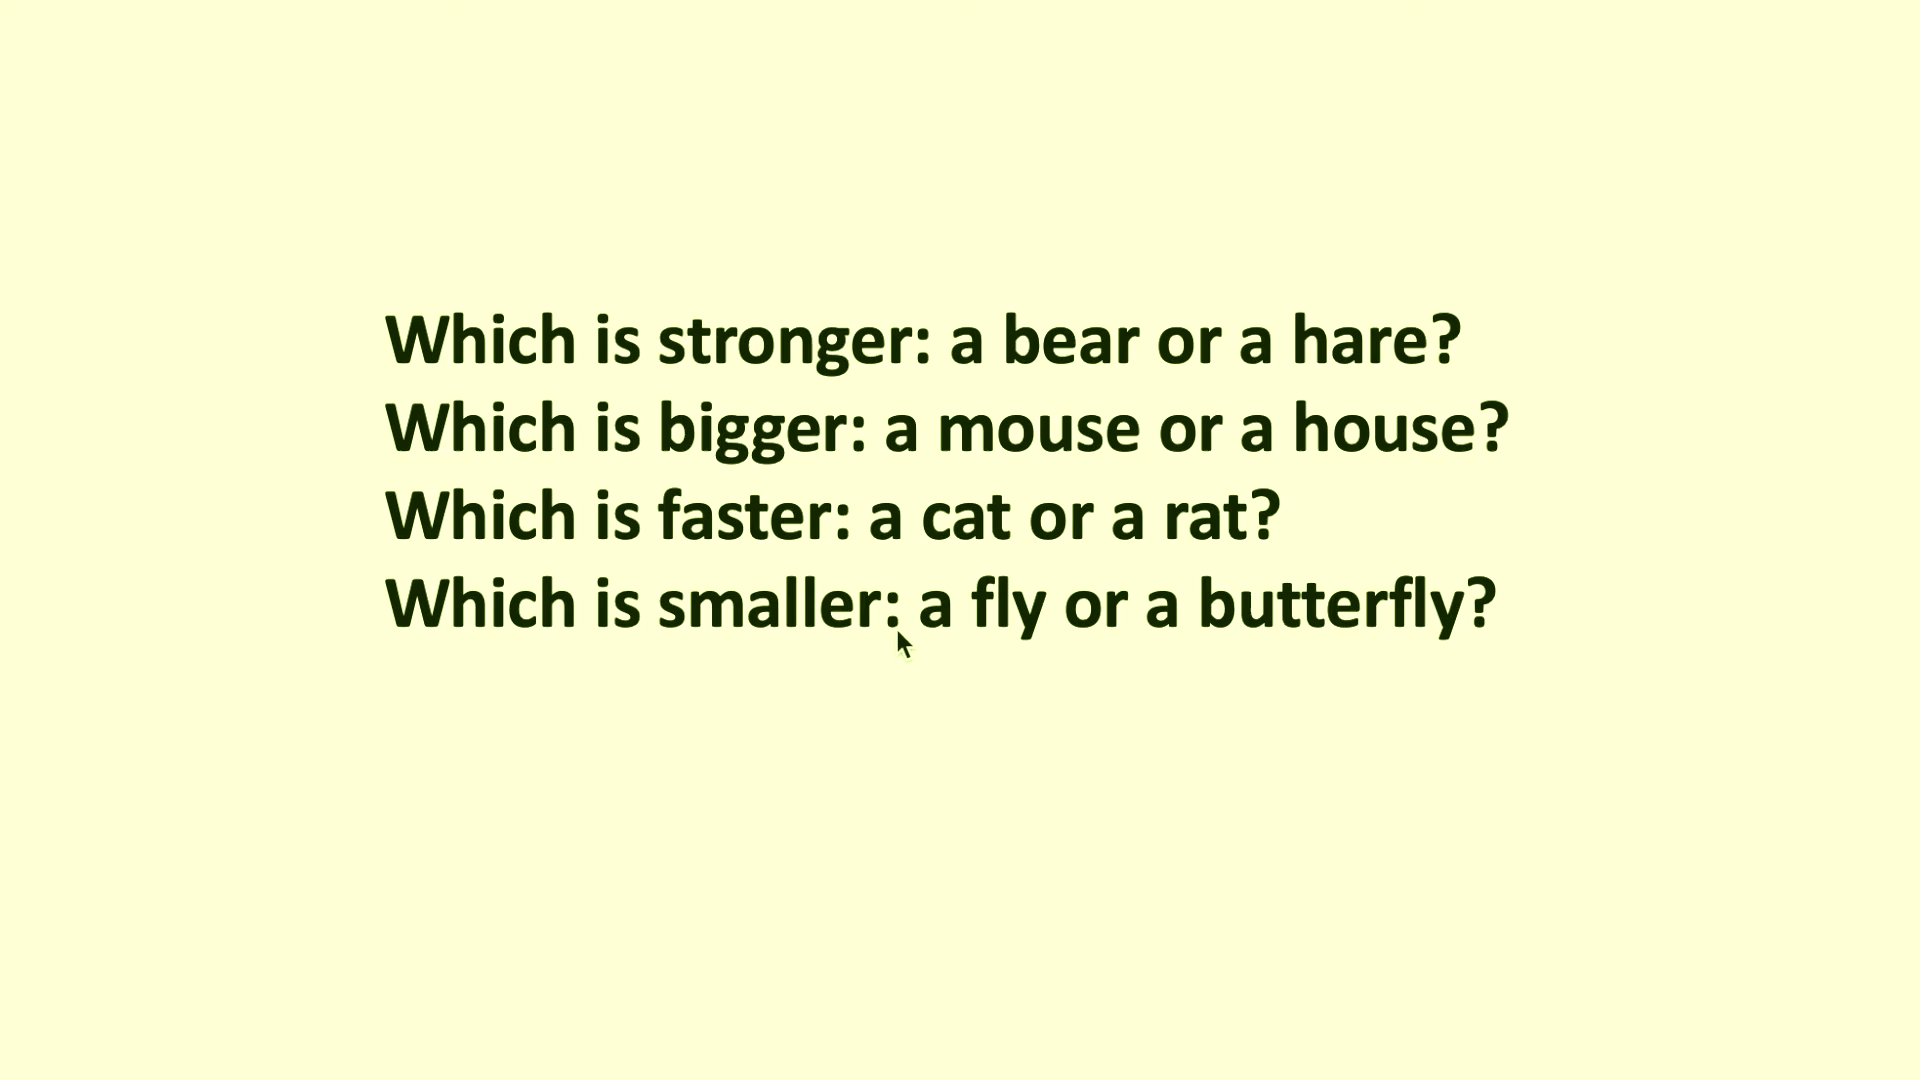 Which is stronger: a bear or a hare?
Which is bigger: a mouse or a house?
Which is faster: a cat or a rat?
Which is smaller: a fly or a butterfly?